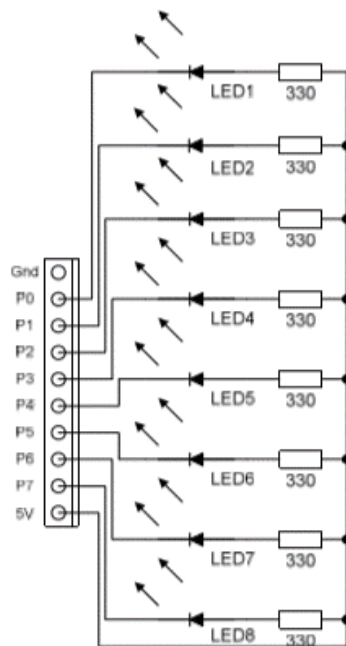 LED1 330
LED2 330
LED3 330
Gnd
P0
LED4 330
P1
P2
P3
LED5 330
P4
P5
LED6 330
P6
P7
5V
LED7 330
LED8 330